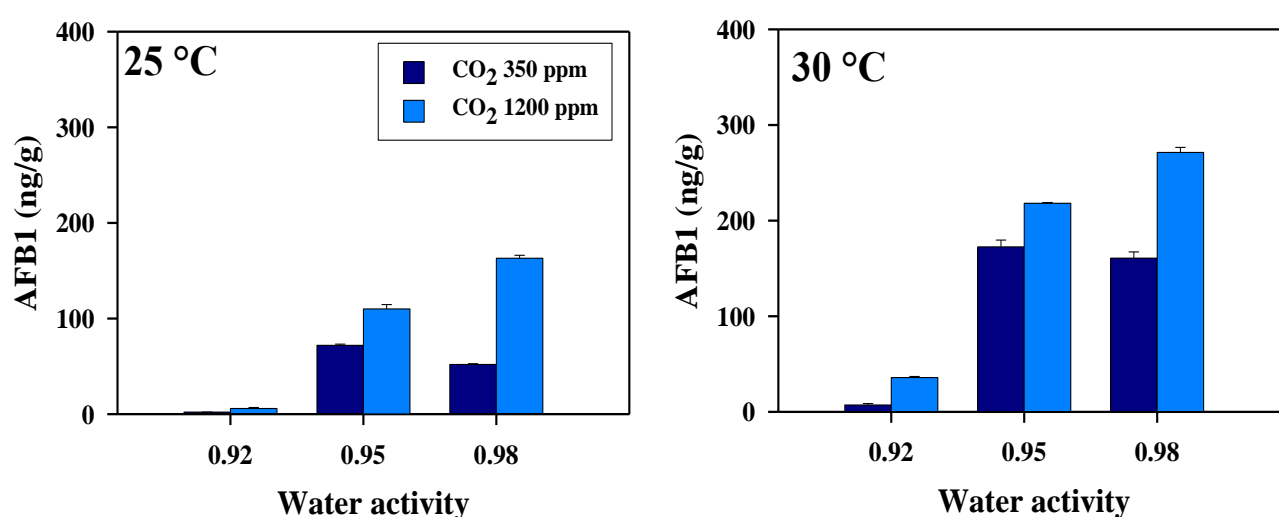 25 °C
CO2 350 ppm
CO2 1200 ppm
AFB1 (ng/g)
400
300
200
100
0
0.92 0.95 0.98
Water activity
30 °C
AFB1 (ng/g)
400
300
200
100
0
0.92 0.95 0.98
Water activity